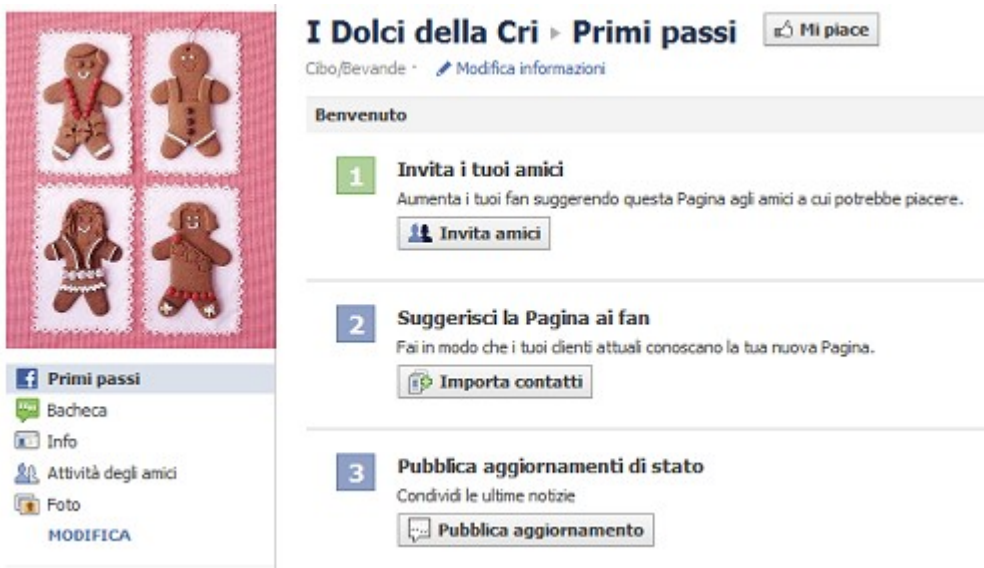 I Dolci della Cri ▸ Primi passi
Mi piace
Cibo/Bevande · Modifica informazioni
Benvenuto
1 Invita i tuoi amici
Aumenta i tuoi fan suggerendo questa Pagina agli amici a cui potrebbe piacere.
Invita amici
2 Suggerisci la Pagina ai fan
Fai in modo che i tuoi clienti attuali conoscano la tua nuova Pagina.
Importa contatti
3 Pubblica aggiornamenti di stato
Condividi le ultime notizie
Pubblica aggiornamento
Primi passi
Bacheca
Info
Attività degli amici
Foto
MODIFICA